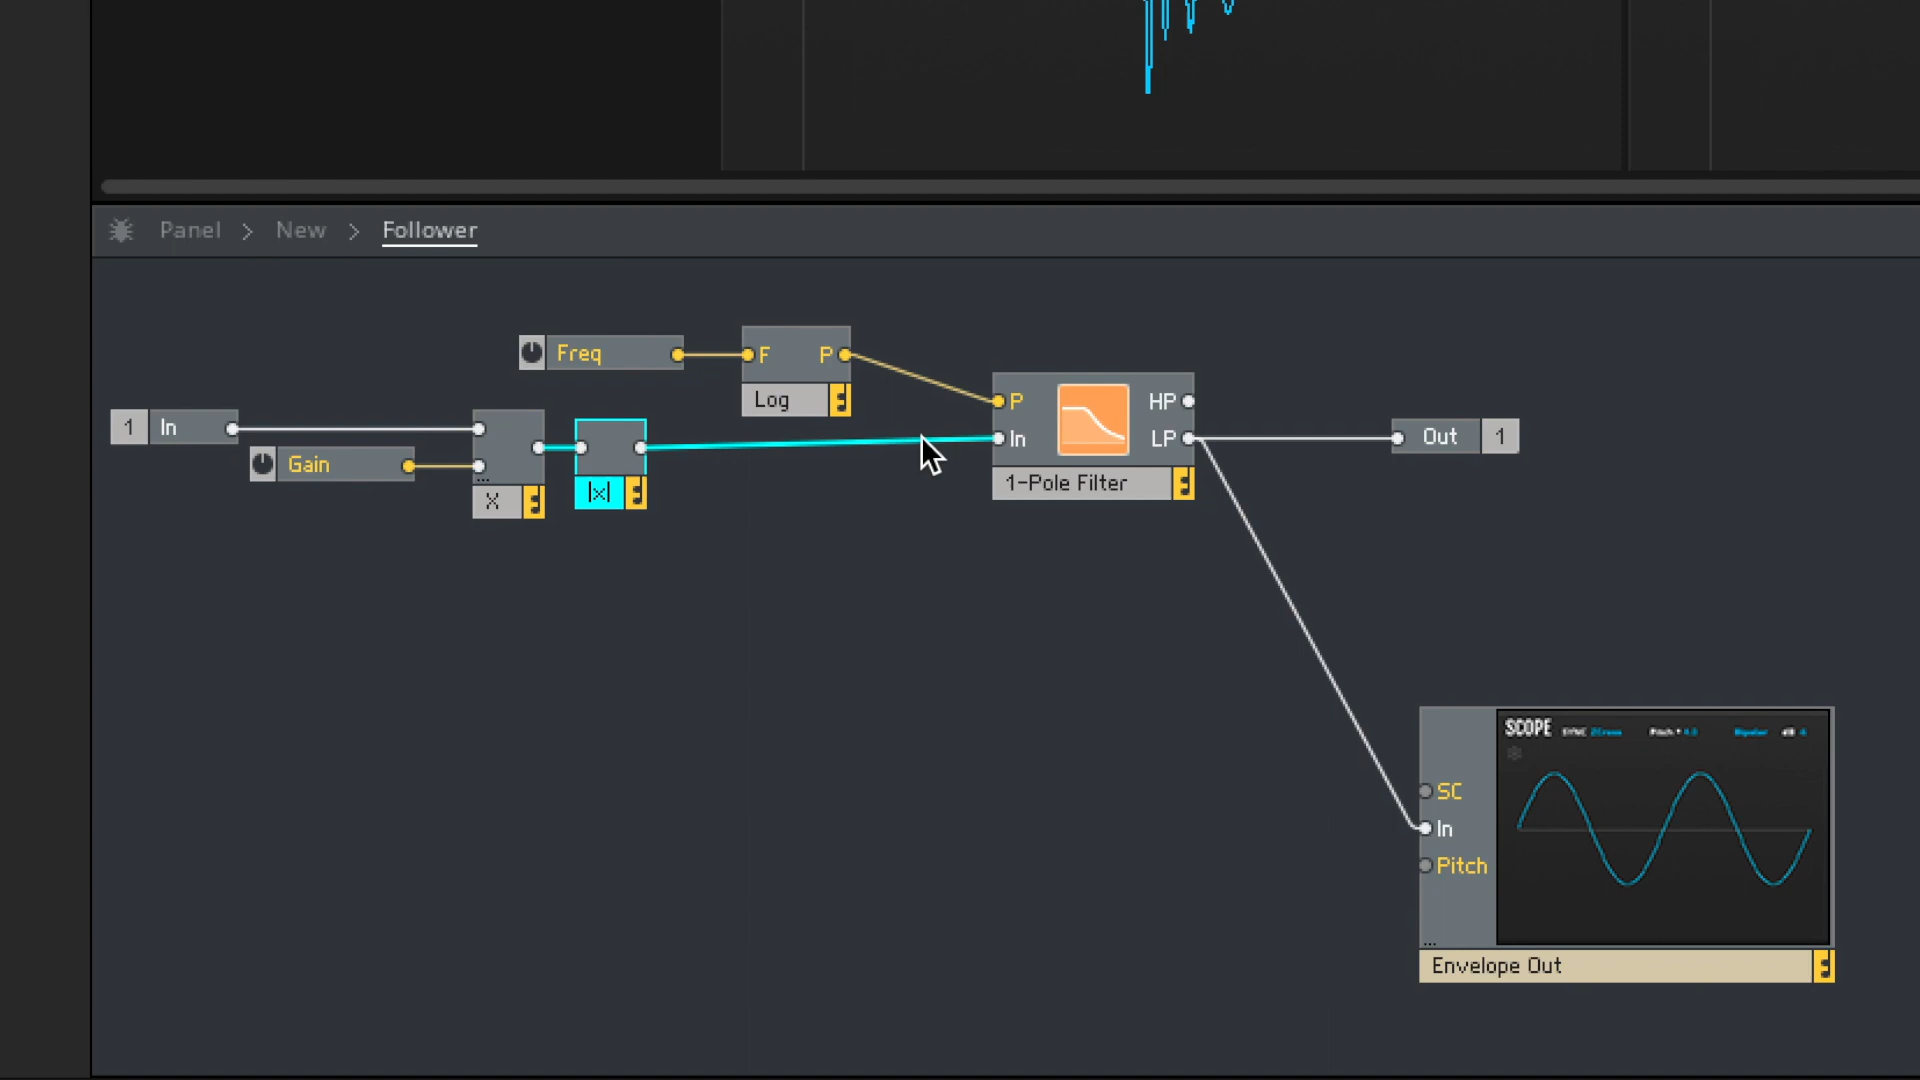 Panel > New > Follower
Freq
F P
Log
1 In
Gain
X
|x|
P HP
In LP
1-Pole Filter
Out 1
SCOPE
SC
In
Pitch
...
Envelope Out